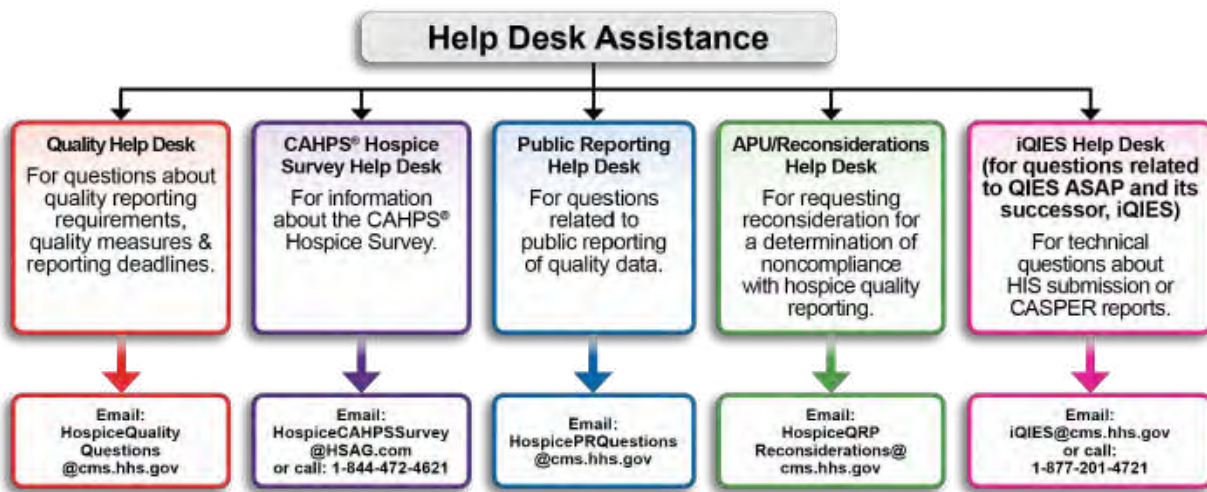 Help Desk Assistance
Quality Help Desk
For questions about
quality reporting
requirements,
quality measures &
reporting deadlines.
CAHPS® Hospice
Survey Help Desk
For information
about the CAHPS®
Hospice Survey.
Public Reporting
Help Desk
For questions
related to
public reporting
of quality data.
APU/Reconsiderations
Help Desk
For requesting
reconsideration for
a determination of
noncompliance
with hospice quality
reporting.
iQIES Help Desk
(for questions related
to QIES ASAP and its
successor, iQIES)
For technical
questions about
HIS submission or
CASPER reports.
Email:
HospiceQuality
Questions
@cms.hhs.gov
Email:
HospiceCAHPSSurvey
@HSAG.com
or call: 1-844-472-4621
Email:
HospicePRQuestions
@cms.hhs.gov
Email:
HospiceQRP
Reconsiderations@
cms.hhs.gov
Email:
iQIES@cms.hhs.gov
or call:
1-877-201-4721